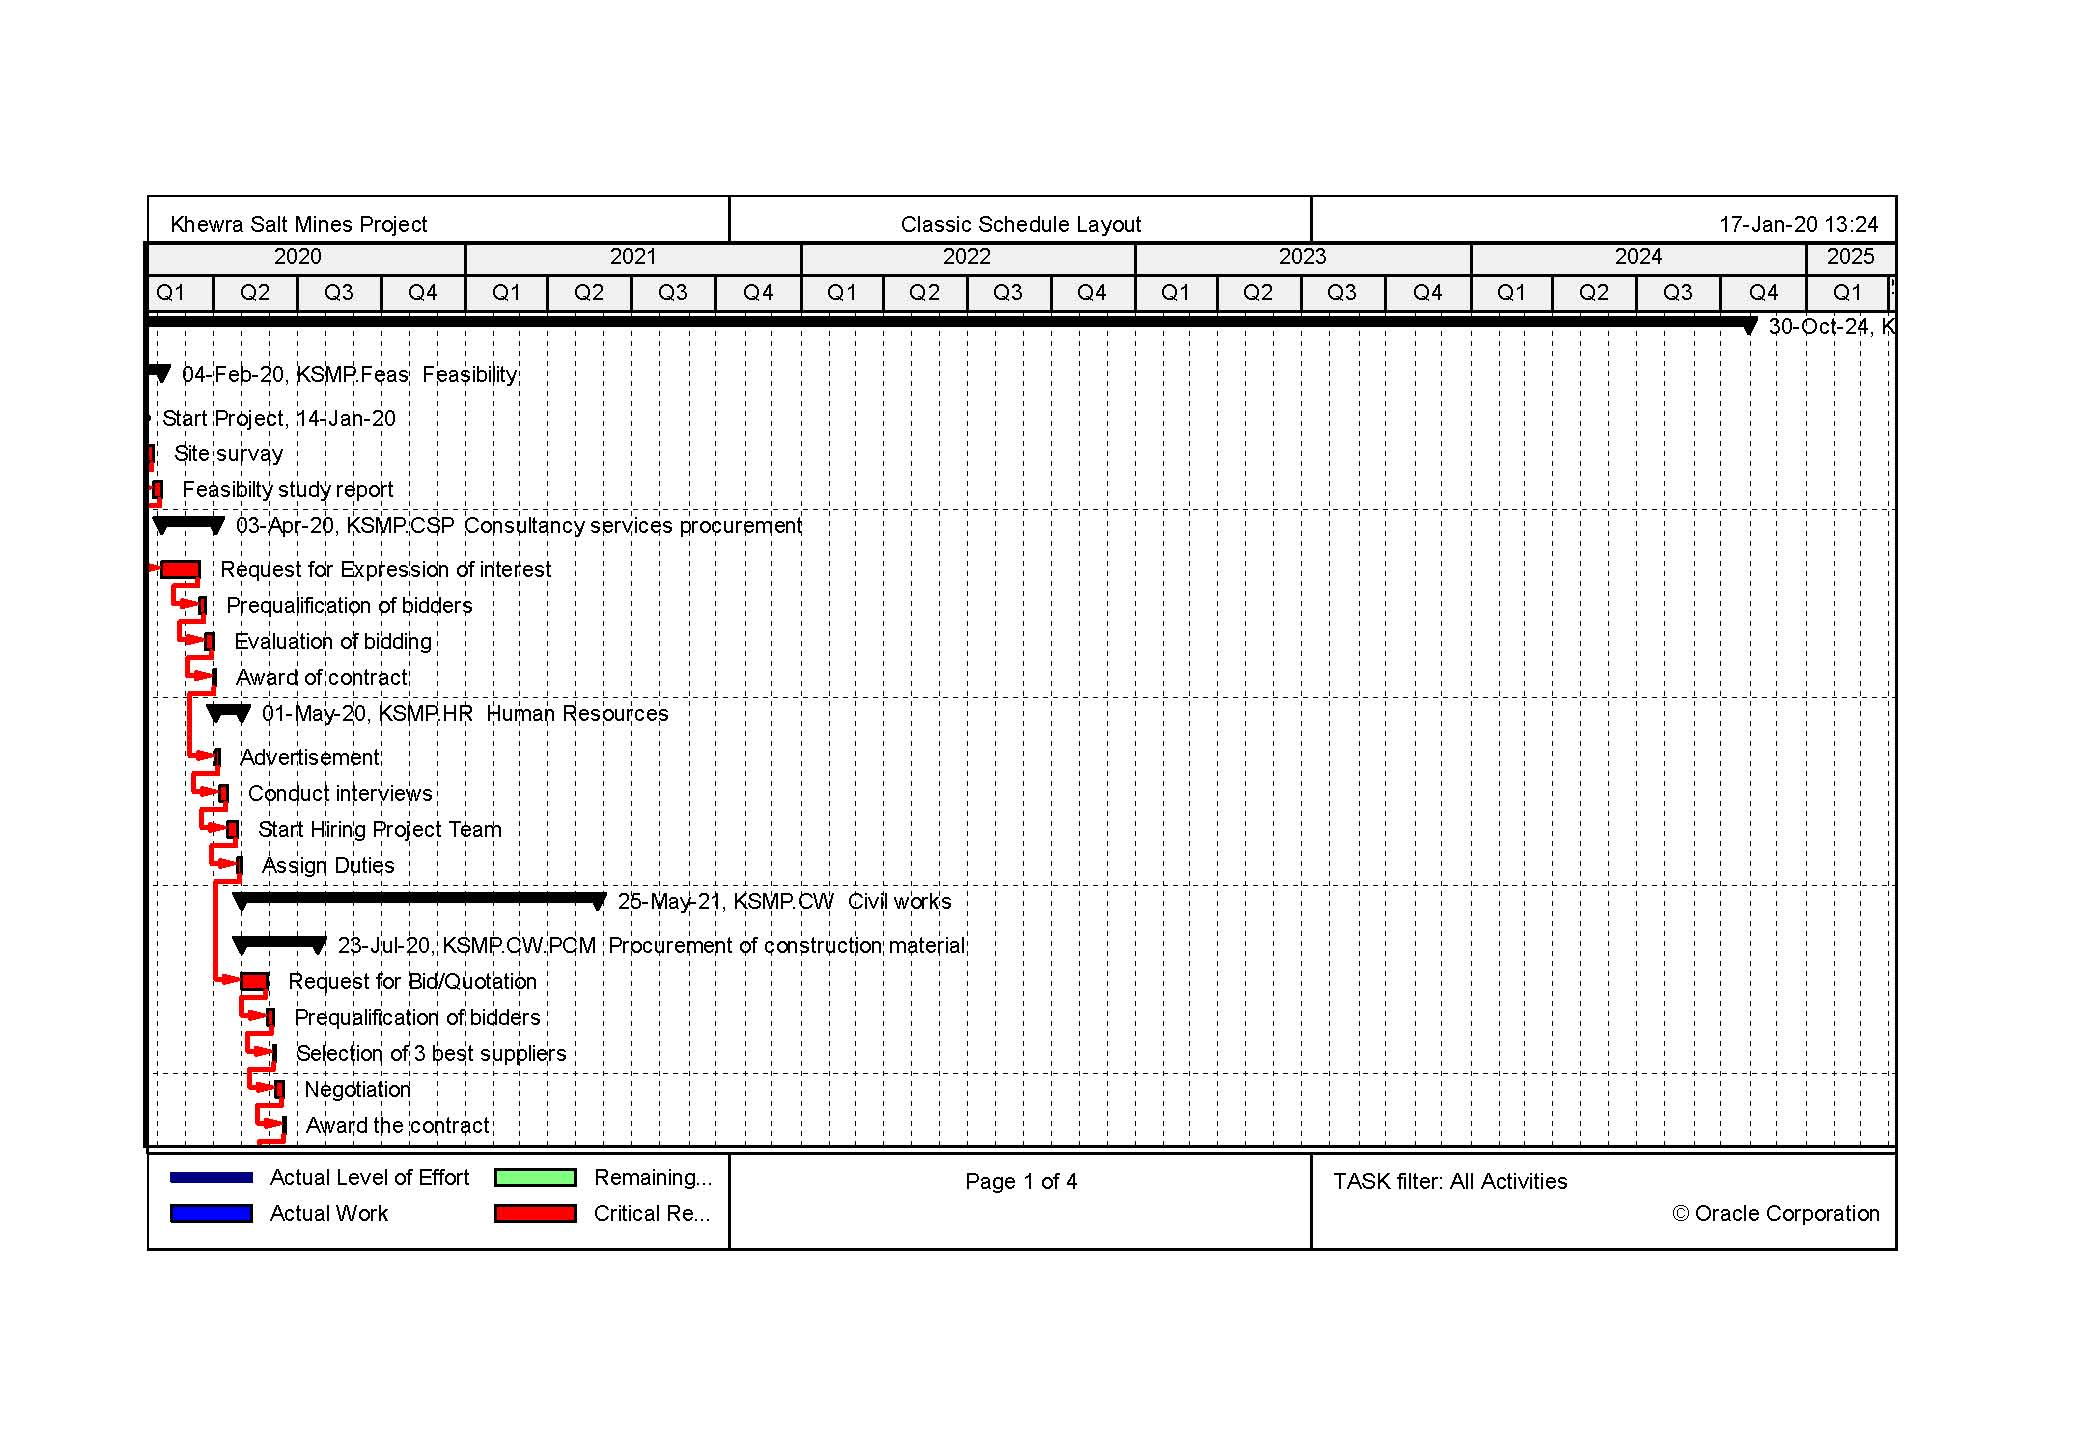 Khewra Salt Mines Project
Classic Schedule Layout
17-Jan-20 13:24
2020 2021 2022 2023 2024 2025
Q1 Q2 Q3 Q4 Q1 Q2 Q3 Q4 Q1 Q2 Q3 Q4 Q1 Q2 Q3 Q4 Q1 Q2 Q3 Q4 Q1
30-Oct-24, K
04-Feb-20, KSMP.Feas Feasibility
Start Project, 14-Jan-20
Site survay
Feasibilty study report
03-Apr-20, KSMP.CSP Consultancy services procurement
Request for Expression of interest
Prequalification of bidders
Evaluation of bidding
Award of contract
01-May-20, KSMP.HR Human Resources
Advertisement
Conduct interviews
Start Hiring Project Team
Assign Duties
25-May-21, KSMP.CW Civil works
23-Jul-20, KSMP.CW.PCM Procurement of construction material
Request for Bid/Quotation
Prequalification of bidders
Selection of 3 best suppliers
Negotiation
Award the contract
Actual Level of Effort
Remaining...
Actual Work
Critical Re...
Page 1 of 4
TASK filter: All Activities
© Oracle Corporation